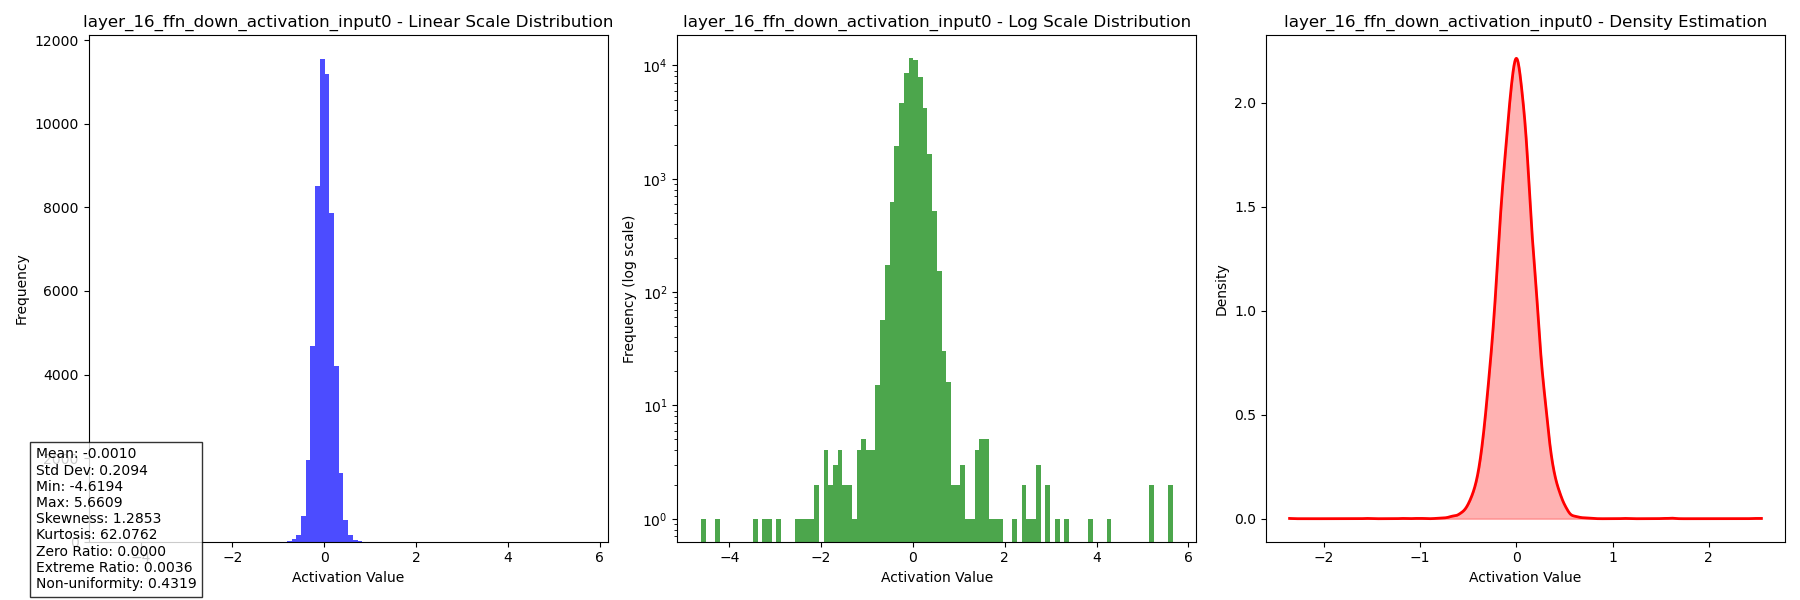 layer_16_ffn_down_activation_input0 - Linear Scale Distribution
12000
10000
8000
6000
4000
2000
0
Frequency
−4
−2
0
2
4
6
Activation Value
Mean: -0.0010
Std Dev: 0.2094
Min: -4.6194
Max: 5.6609
Skewness: 1.2853
Kurtosis: 62.0762
Zero Ratio: 0.0000
Extreme Ratio: 0.0036
Non-uniformity: 0.4319
layer_16_ffn_down_activation_input0 - Log Scale Distribution
10⁴
10³
10²
10¹
10⁰
Frequency (log scale)
−4
−2
0
2
4
6
Activation Value
layer_16_ffn_down_activation_input0 - Density Estimation
2.0
1.5
1.0
0.5
0.0
Density
−2
−1
0
1
2
Activation Value